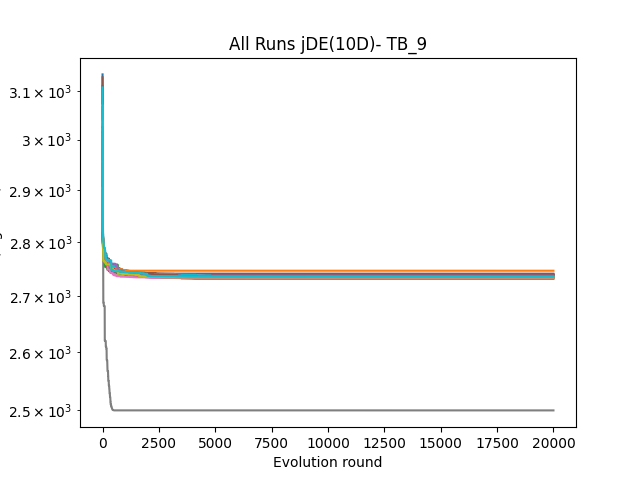 All Runs jDE(10D)- TB_9
3.1 × 10³
3 × 10³
2.9 × 10³
2.8 × 10³
2.7 × 10³
2.6 × 10³
2.5 × 10³
0 2500 5000 7500 10000 12500 15000 17500 20000
Evolution round